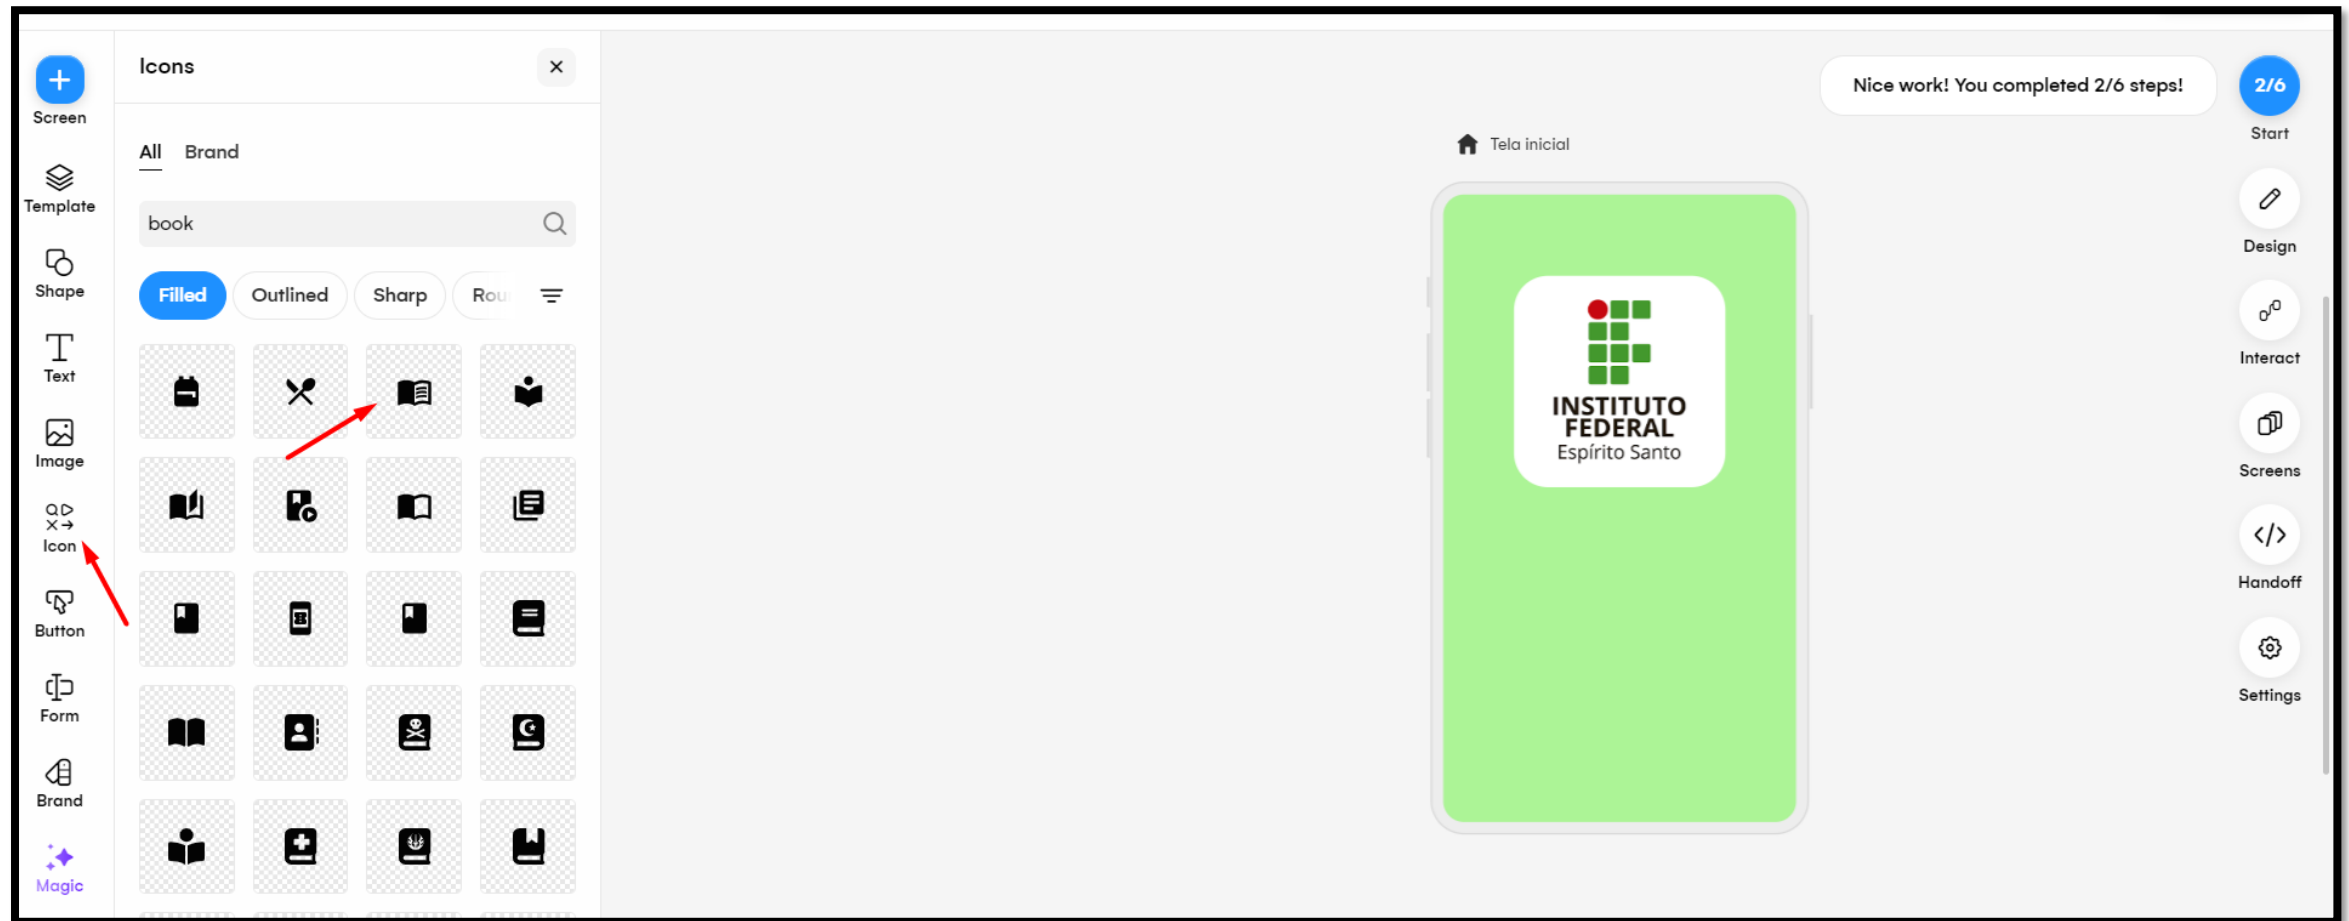 Screen
Template
Shape
Text
Image
Icon
Button
Form
Brand
Magic
Icons
All Brand
book
Filled Outlined Sharp Rou
Nice work! You completed 2/6 steps!
Tela inicial
INSTITUTO
FEDERAL
Espírito Santo
2/6
Start
Design
Interact
Screens
Handoff
Settings